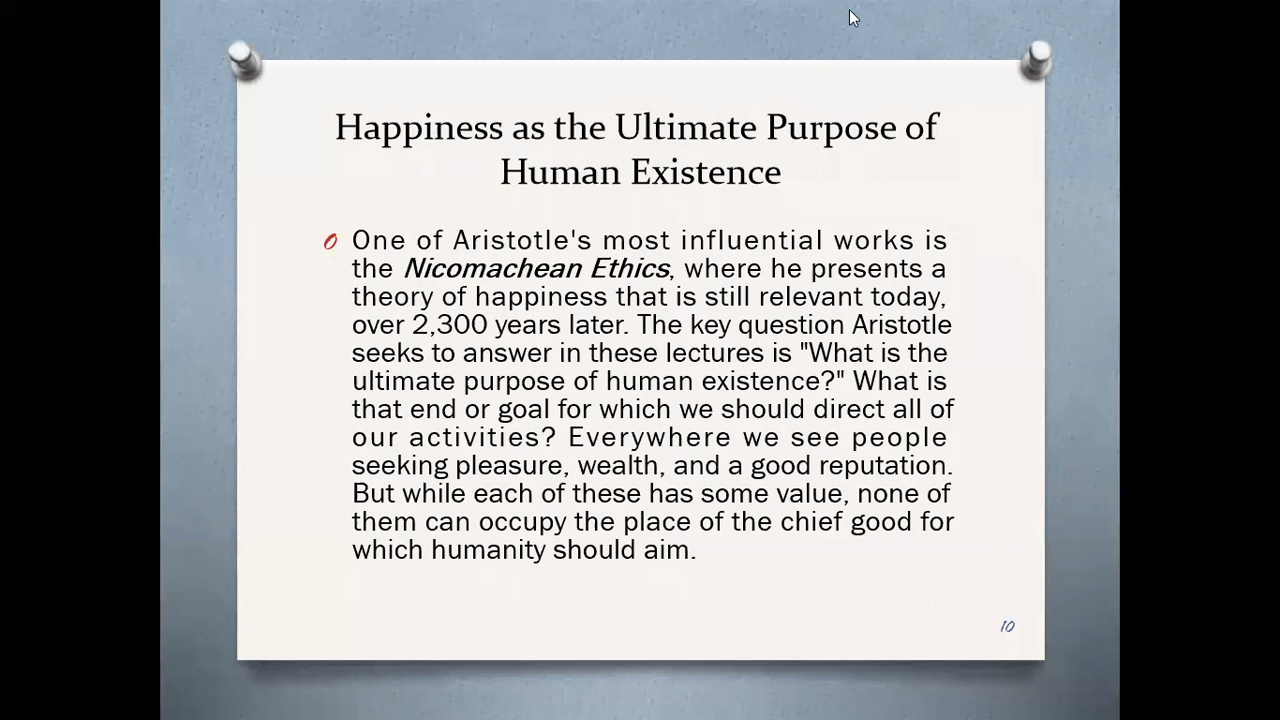 Happiness as the Ultimate Purpose of
Human Existence
One of Aristotle's most influential works is
the Nicomachean Ethics, where he presents a
theory of happiness that is still relevant today,
over 2,300 years later. The key question Aristotle
seeks to answer in these lectures is "What is the
ultimate purpose of human existence?" What is
that end or goal for which we should direct all of
our activities? Everywhere we see people
seeking pleasure, wealth, and a good reputation.
But while each of these has some value, none of
them can occupy the place of the chief good for
which humanity should aim.
10